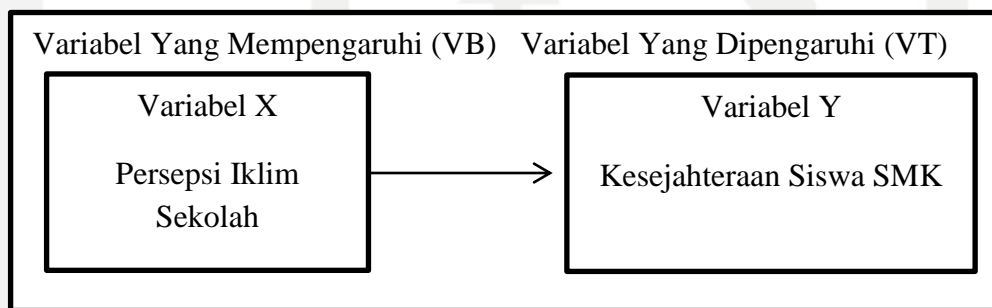 Variabel Yang Mempengaruhi (VB) Variabel Yang Dipengaruhi (VT)
Variabel X
Persepsi Iklim
Sekolah
Variabel Y
Kesejahteraan Siswa SMK